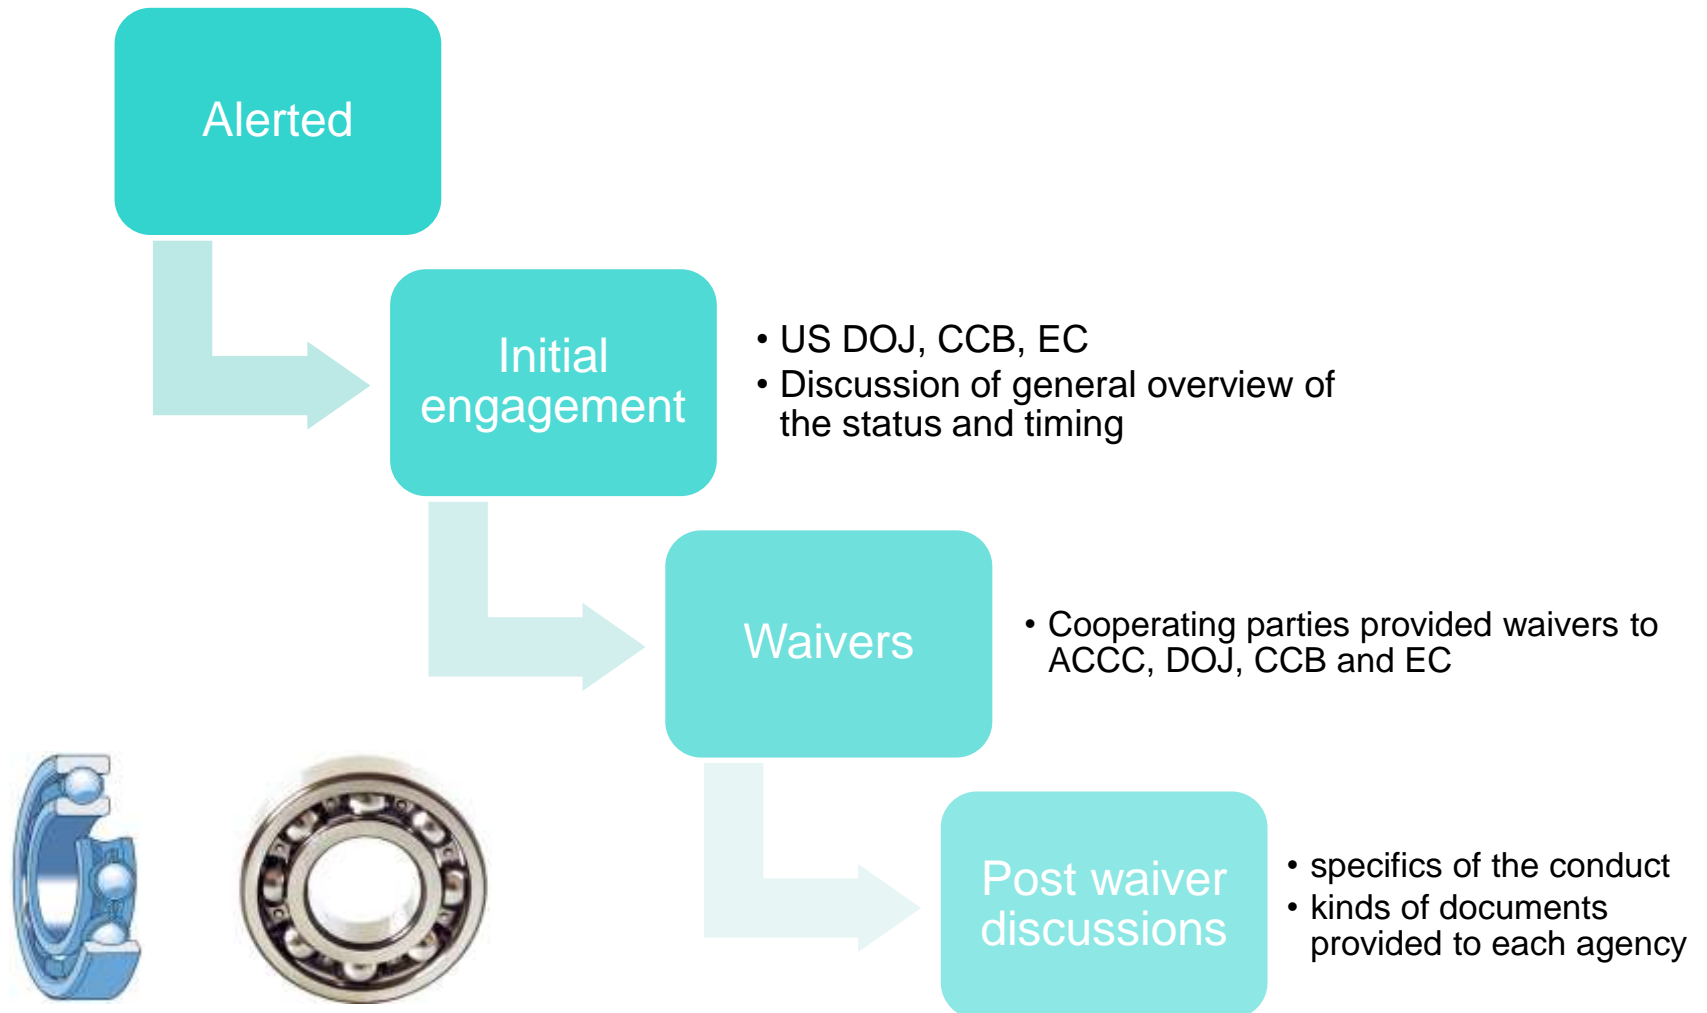 Alerted
Initial
engagement
• US DOJ, CCB, EC
• Discussion of general overview of
the status and timing
Waivers
• Cooperating parties provided waivers to
ACCC, DOJ, CCB and EC
Post waiver
discussions
• specifics of the conduct
• kinds of documents
provided to each agency